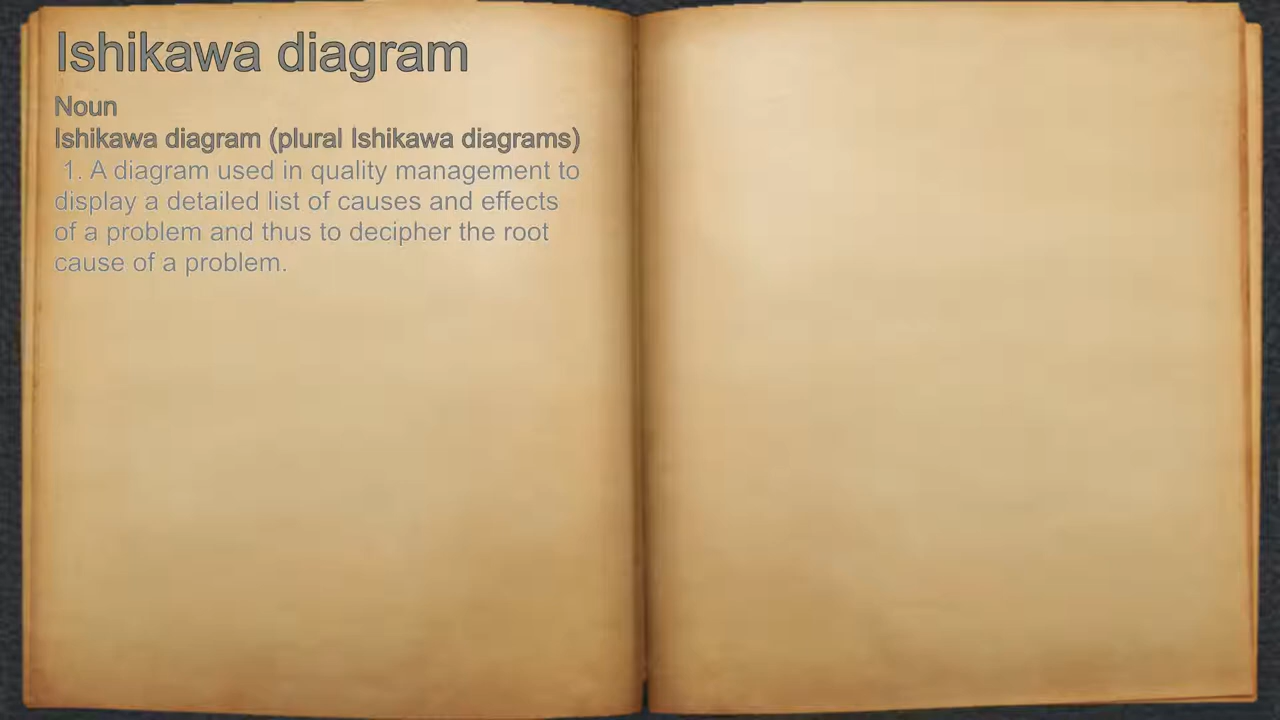 Ishikawa diagram
Noun
Ishikawa diagram (plural Ishikawa diagrams)
1. A diagram used in quality management to
display a detailed list of causes and effects
of a problem and thus to decipher the root
cause of a problem.